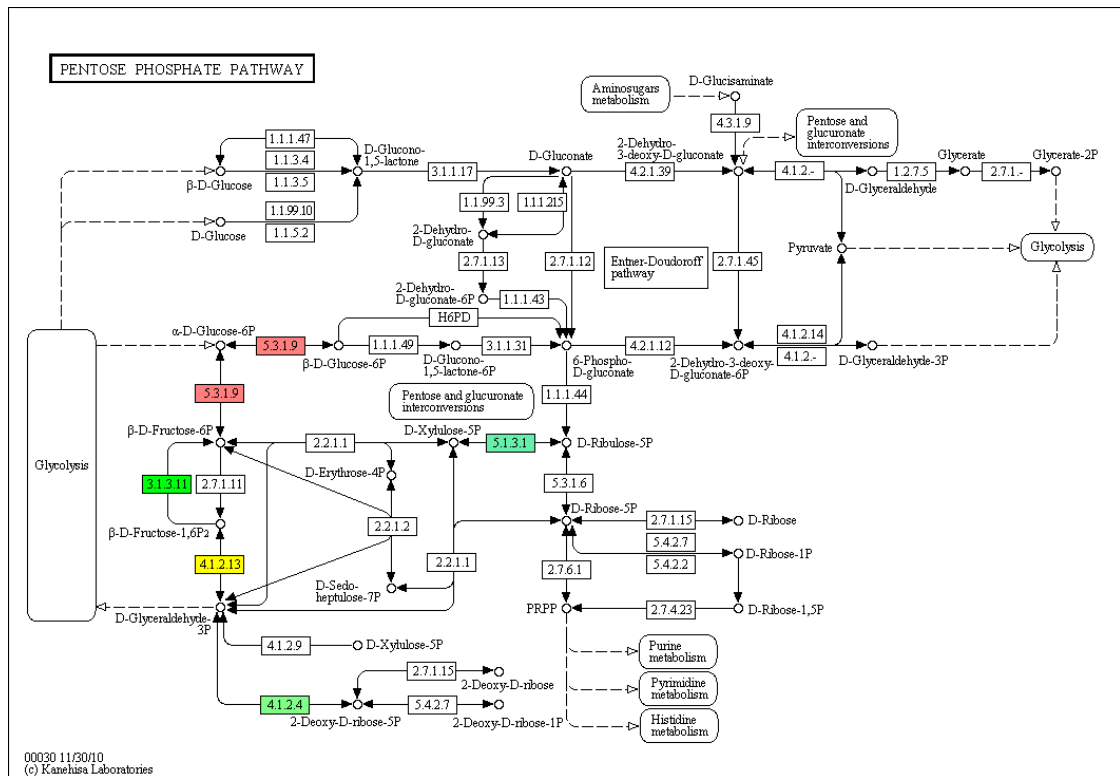 PENTOSE PHOSPHATE PATHWAY
Aminosugars
metabolism
D-Glucisaminate
4.3.1.9
Pentose and
glucuronate
interconversions
1.1.1.47
1.1.3.4
1.1.3.5
β-D-Glucose
D-Glucono-
1,5-lactone
3.1.1.17
D-Gluconate
4.2.1.39
2-Dehydro-
3-deoxy-D-gluconate
4.1.2.-
D-Glyceraldehyde
1.2.7.5
Glycerate
2.7.1.-
Glycerate-2P
1.1.99.10
1.1.5.2
D-Glucose
1.1.99.3
1.1.1.215
2-Dehydro-
D-gluconate
2.7.1.13
2.7.1.12
Entner-Doudoroff
pathway
2.7.1.45
Pyruvate
Glycolysis
2-Dehydro-
D-gluconate-6P
1.1.1.43
H6PD
α-D-Glucose-6P
5.3.1.9
β-D-Glucose-6P
1.1.1.49
D-Glucono-
1,5-lactone-6P
3.1.1.31
6-Phospho-
D-gluconate
4.2.1.12
2-Dehydro-3-deoxy-
D-gluconate-6P
4.1.2.14
4.1.2.-
D-Glyceraldehyde-3P
5.3.1.9
Pentose and glucuronate
interconversions
1.1.1.44
Glycolysis
β-D-Fructose-6P
2.2.1.1
D-Xylulose-5P
5.1.3.1
D-Ribulose-5P
D-Erythrose-4P
3.1.3.11
2.7.1.11
5.3.1.6
β-D-Fructose-1,6P2
2.2.1.2
D-Ribose-5P
2.7.1.15
D-Ribose
5.4.2.7
5.4.2.2
D-Ribose-1P
4.1.2.13
2.2.1.1
2.7.6.1
D-Sedo-
heptulose-7P
D-Glyceraldehyde-
3P
PRPP
2.7.4.23
D-Ribose-1,5P
4.1.2.9
D-Xylulose-5P
Purine
metabolism
2.7.1.15
2-Deoxy-D-ribose
Pyrimidine
metabolism
4.1.2.4
2-Deoxy-D-ribose-5P
5.4.2.7
2-Deoxy-D-ribose-1P
Histidine
metabolism
00030 11/30/10
(c) Kanehisa Laboratories